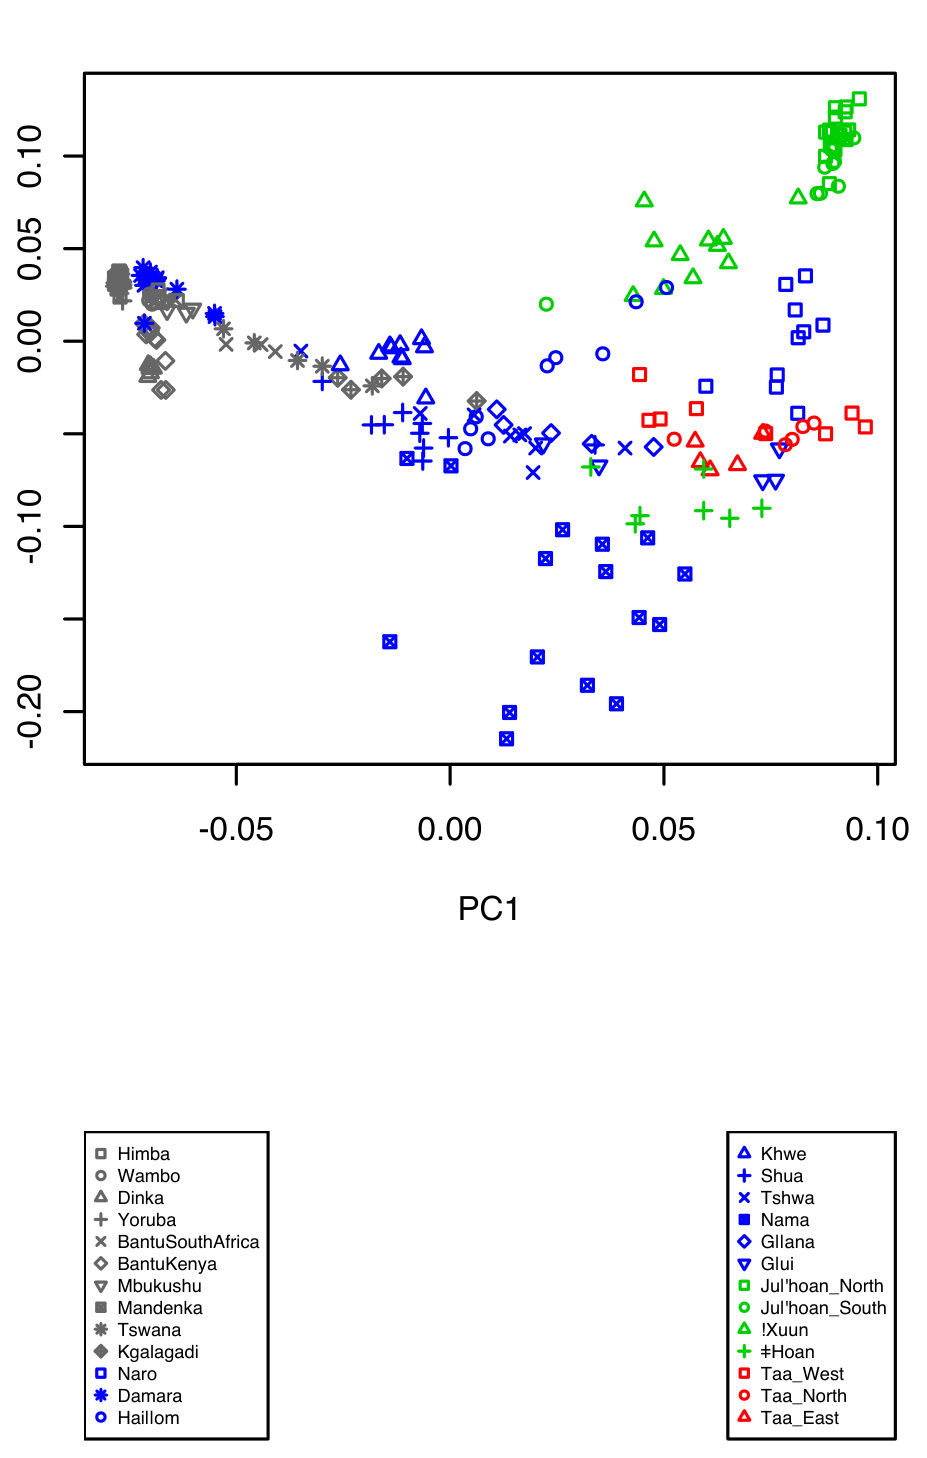 0.10
0.05
0.00
-0.10
-0.20
-0.05 0.00 0.05 0.10
PC1
Himba
Wambo
Dinka
Yoruba
BantuSouthAfrica
BantuKenya
Mbukushu
Mandenka
Tswana
Kgalagadi
Naro
Damara
Haillom
Khwe
Shua
Tshwa
Nama
Gllana
Glui
Jul'hoan_North
Jul'hoan_South
!Xuun
ǂHoan
Taa_West
Taa_North
Taa_East